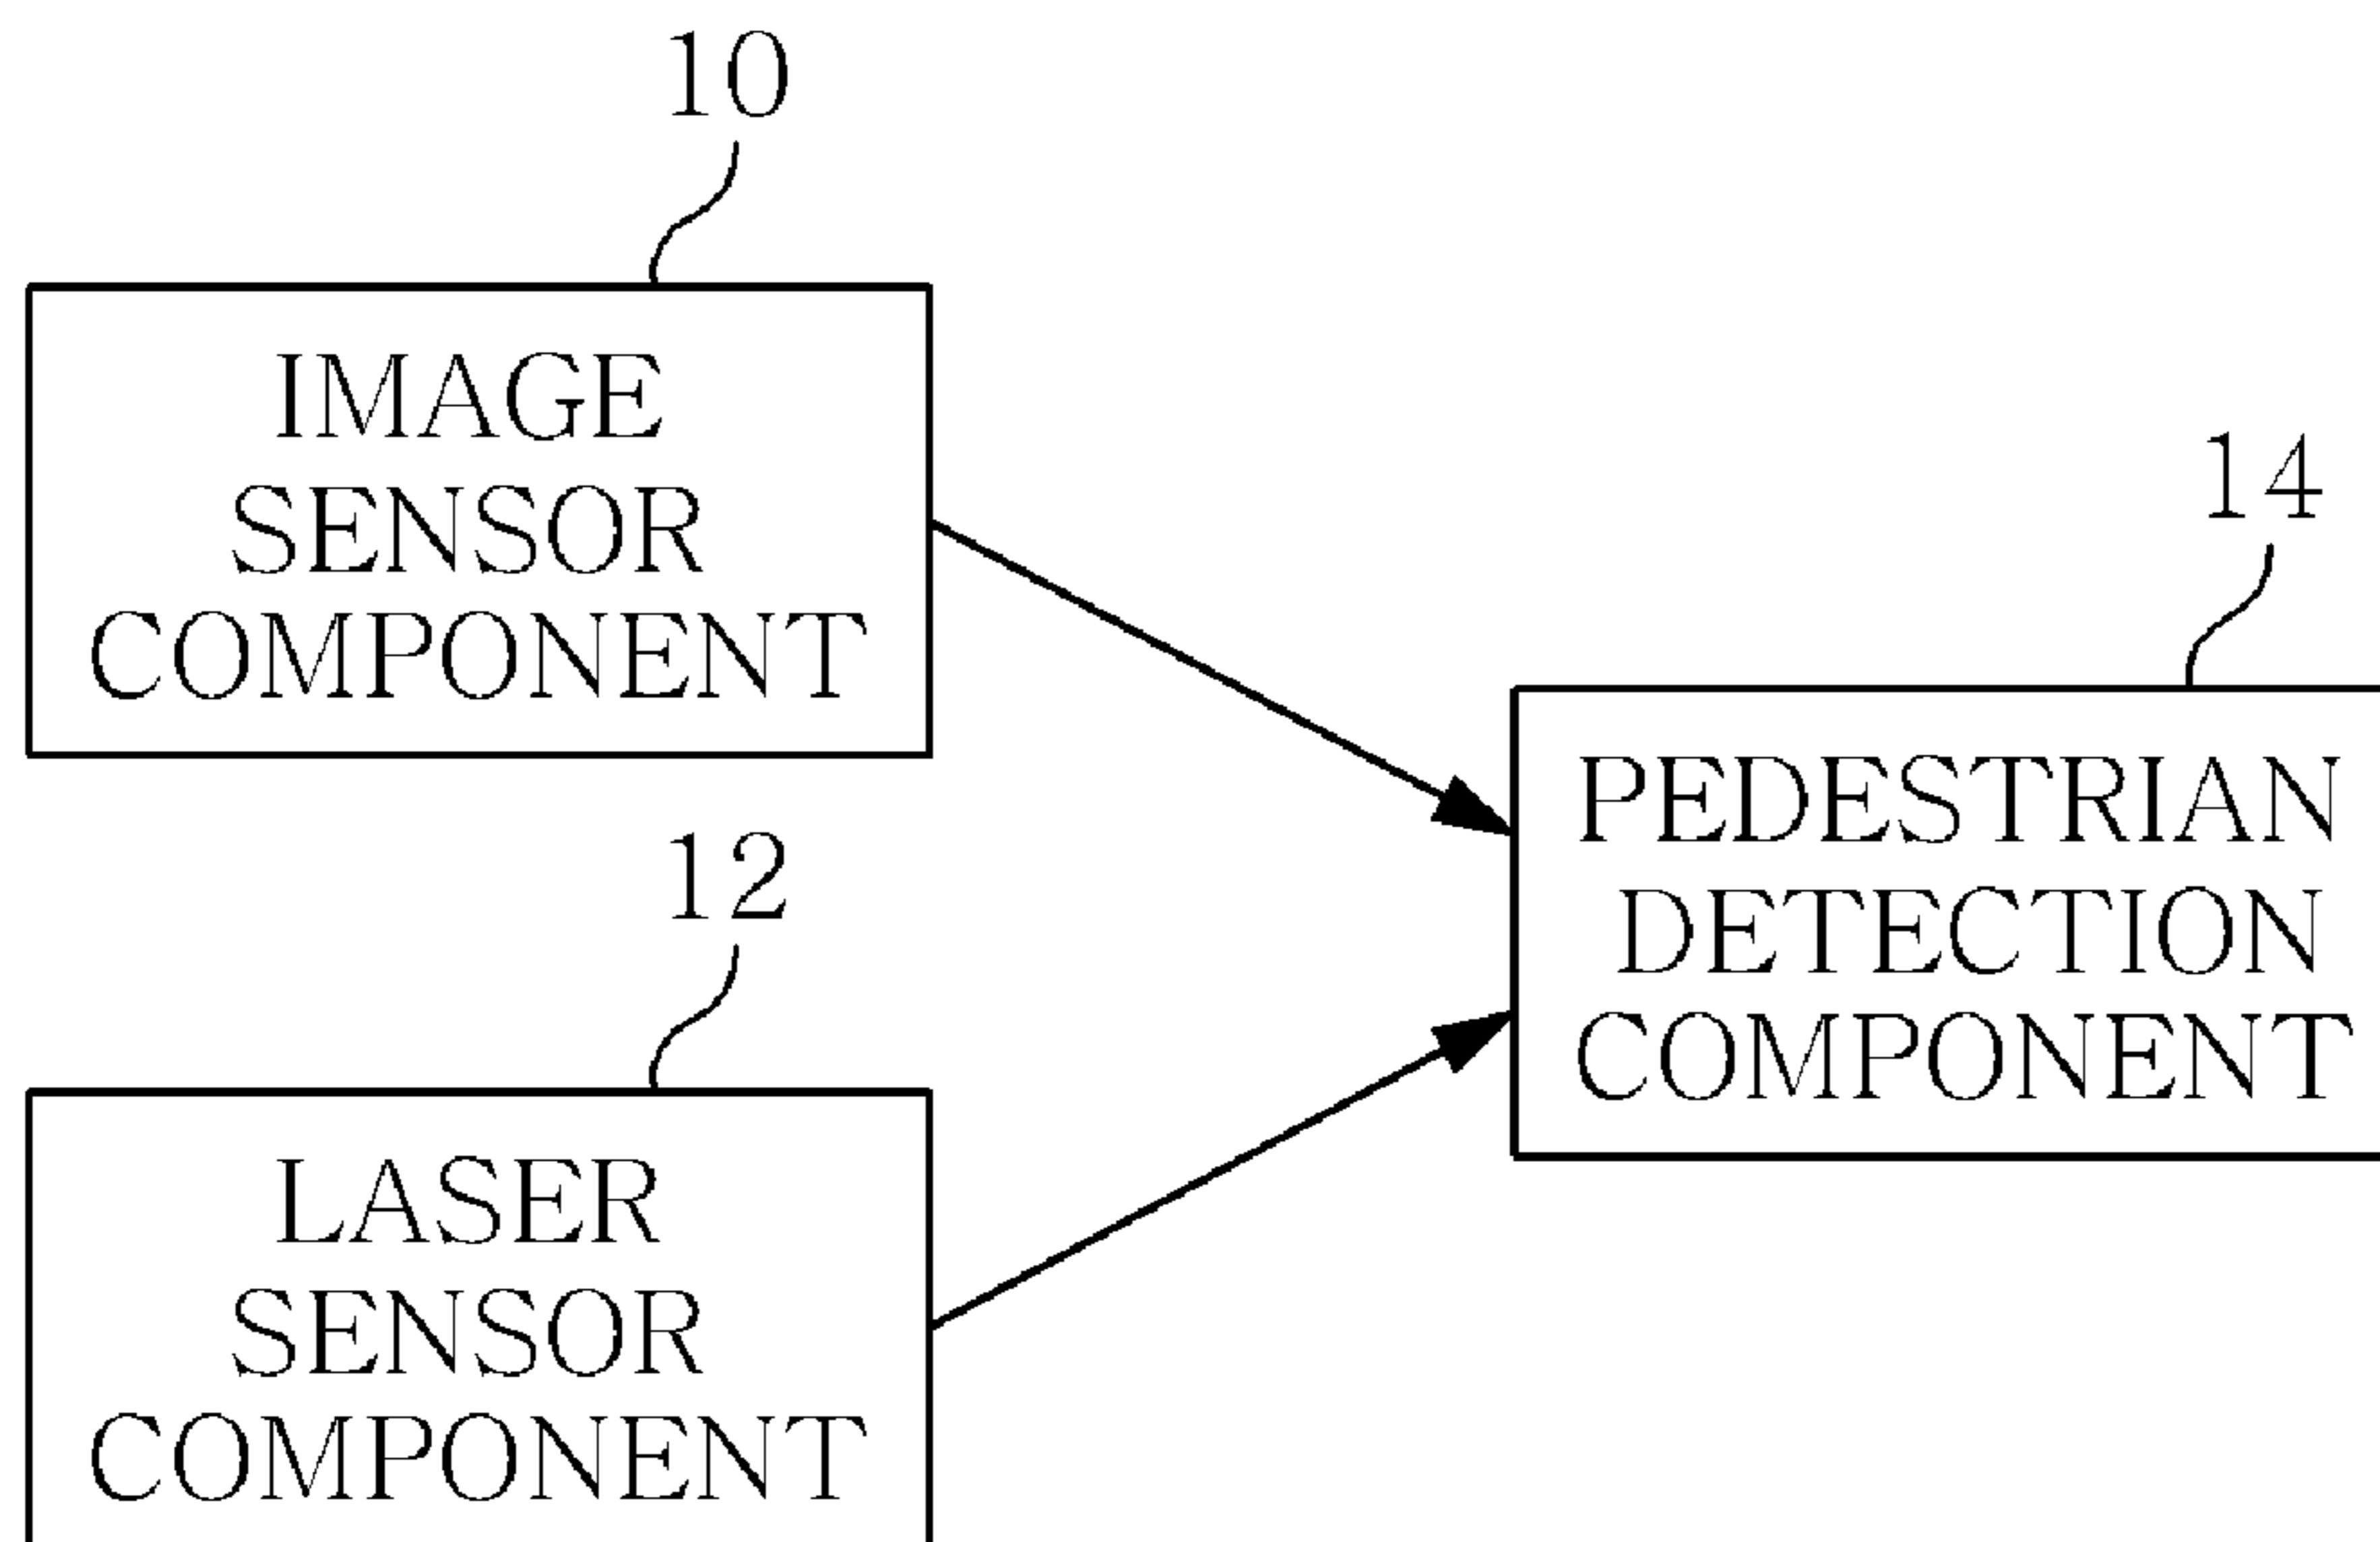 10
IMAGE
SENSOR
COMPONENT
12
LASER
SENSOR
COMPONENT
14
PEDESTRIAN
DETECTION
COMPONENT